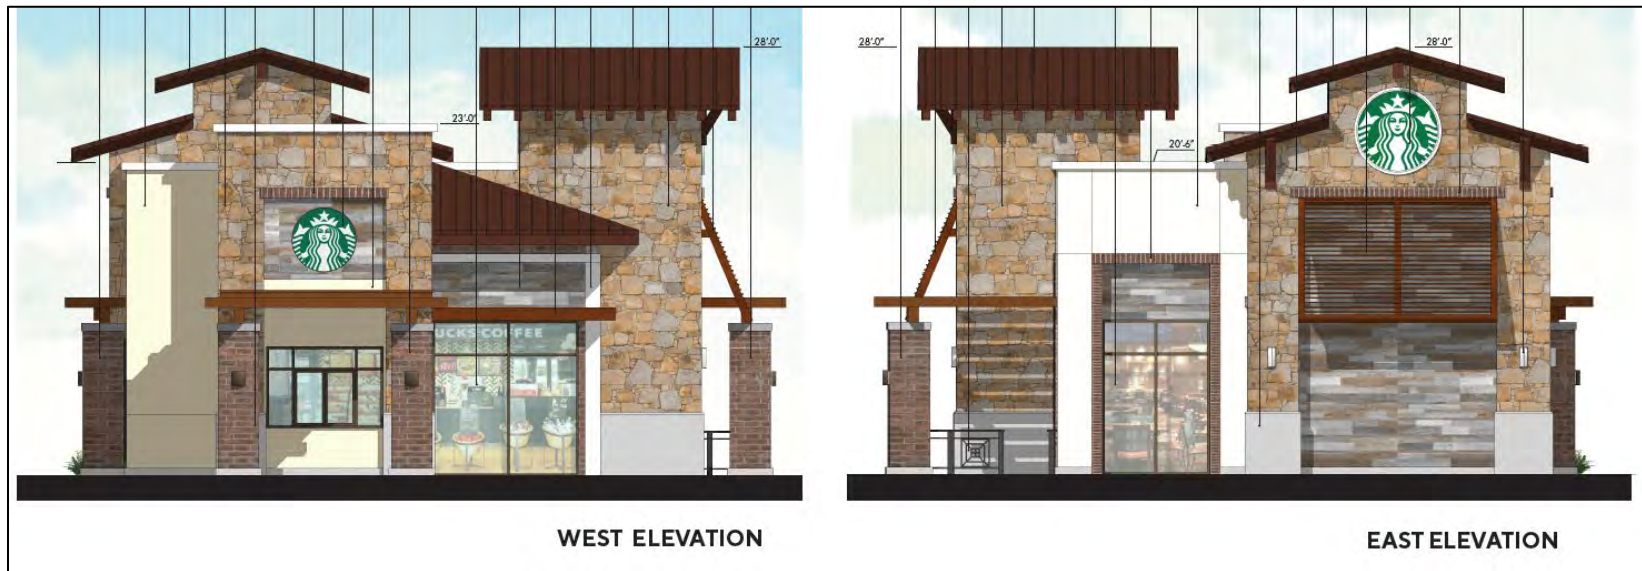 28'-0"
23'-0"
UCKS COFFEE
WEST ELEVATION
28'-0"
28'-0"
20'-6"
EAST ELEVATION